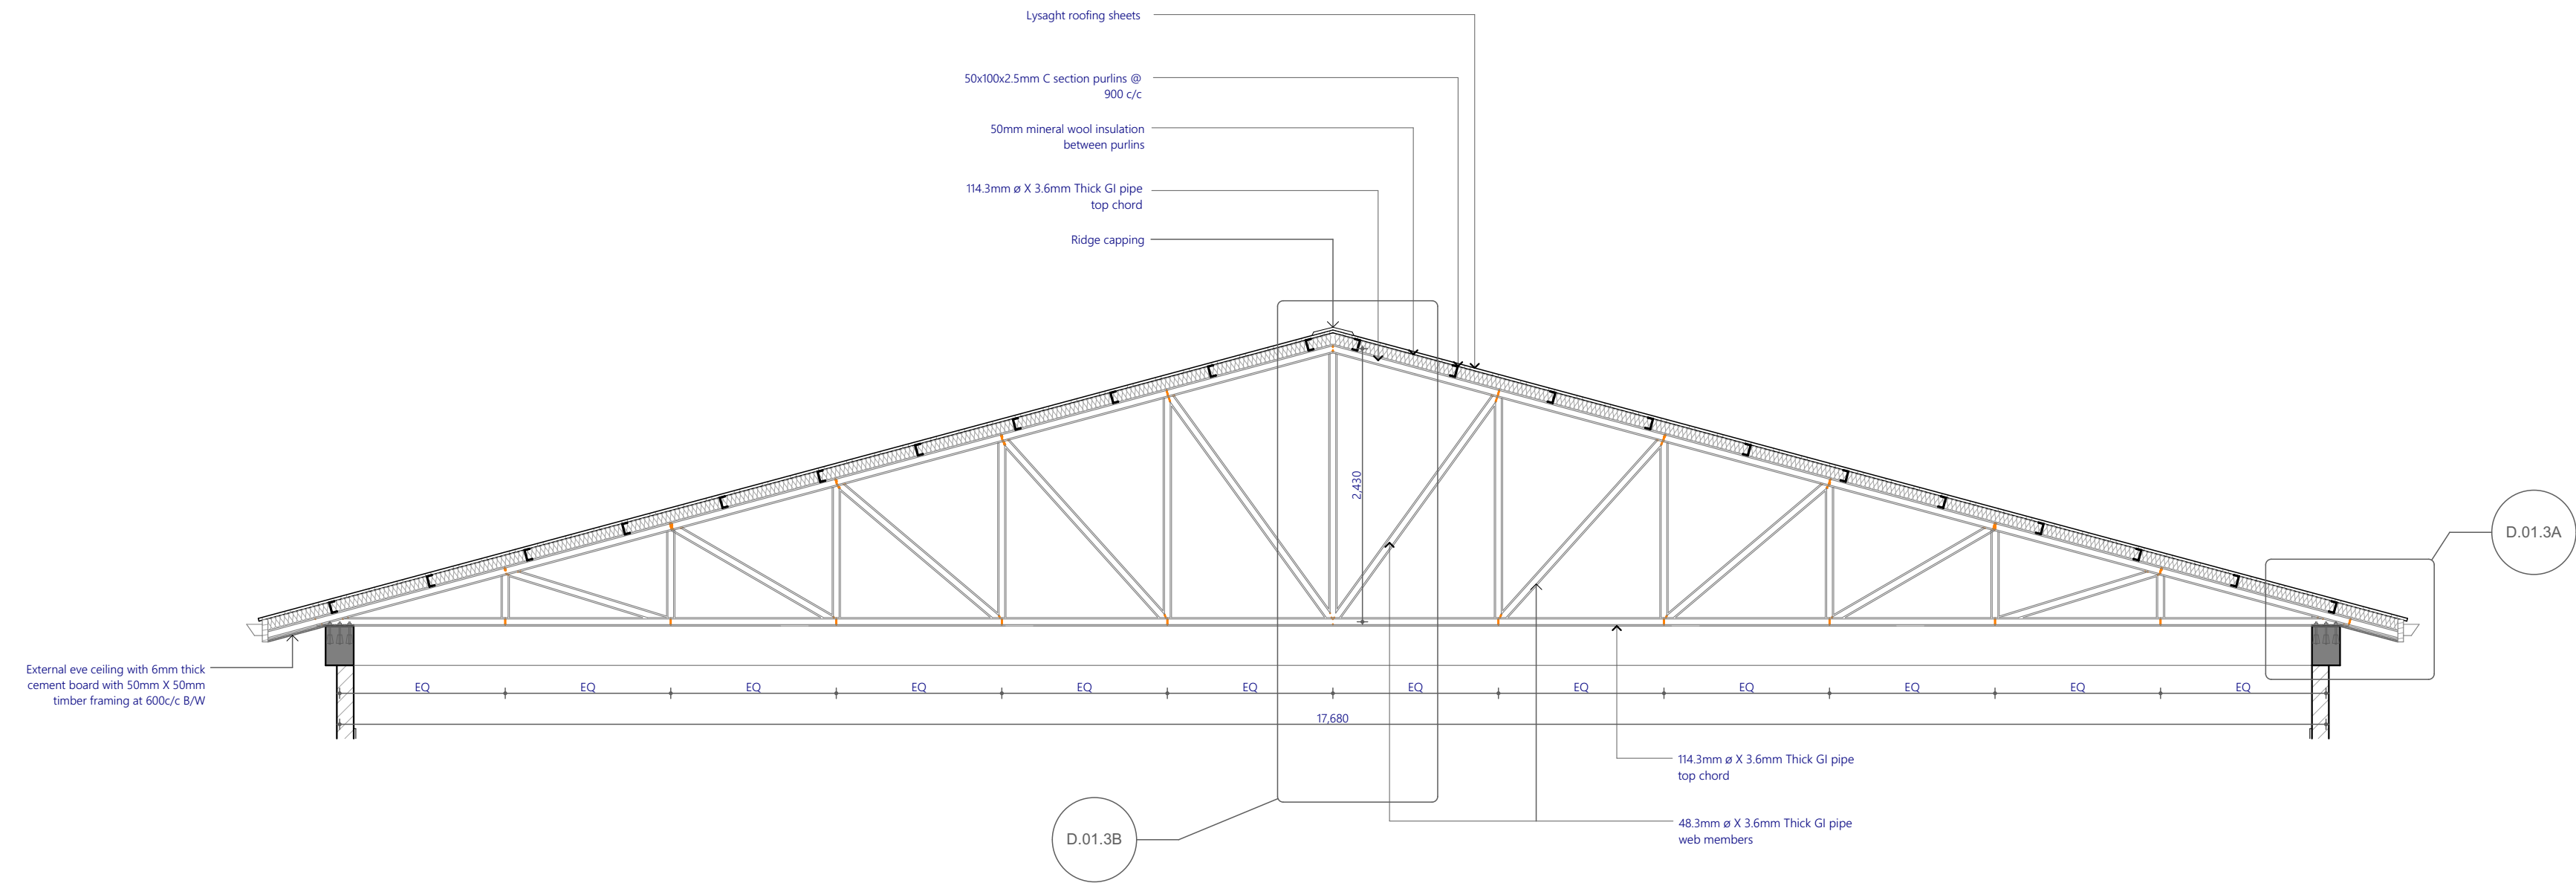 Lysaght roofing sheets
50x100x2.5mm C section purlins @
900 c/c
50mm mineral wool insulation
between purlins
114.3mm ø X 3.6mm Thick GI pipe
top chord
Ridge capping
2,430
D.01.3A
External eve ceiling with 6mm thick
cement board with 50mm X 50mm
timber framing at 600c/c B/W
EQ EQ EQ EQ EQ EQ EQ EQ EQ EQ EQ EQ
17,680
114.3mm ø X 3.6mm Thick GI pipe
top chord
48.3mm ø X 3.6mm Thick GI pipe
web members
D.01.3B